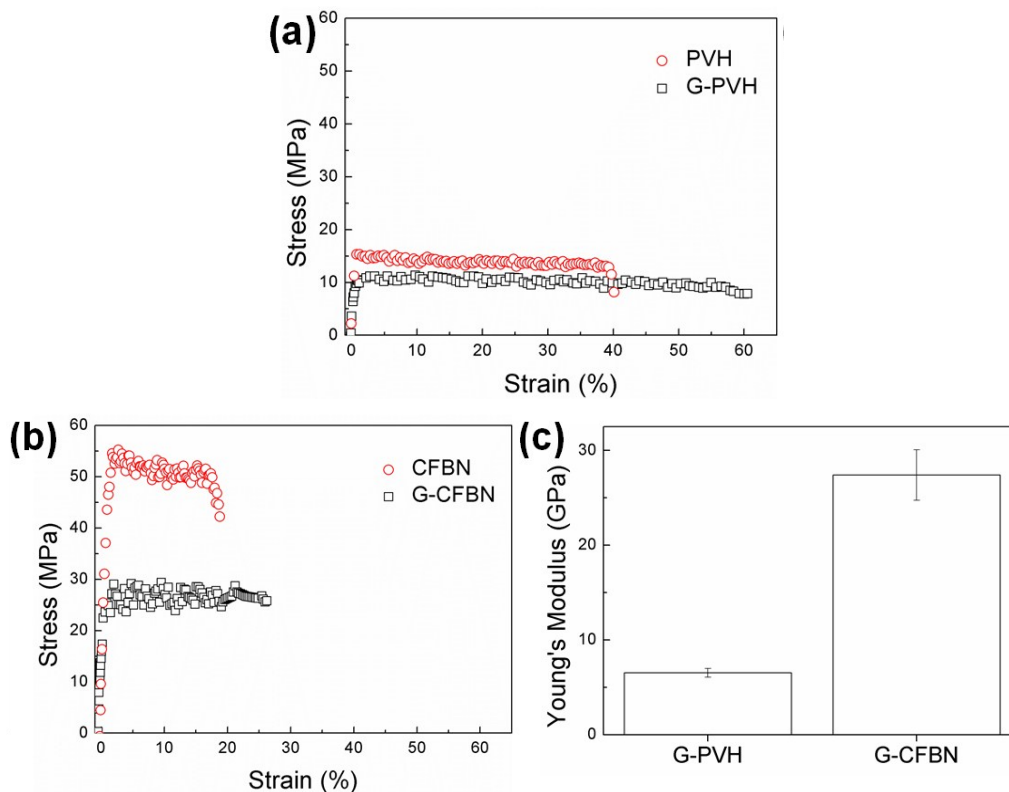 (a)
PVH
G-PVH
Stress (MPa)
60
50
40
30
20
10
0
0 10 20 30 40 50 60
Strain (%)
(b)
CFBN
G-CFBN
Stress (MPa)
60
50
40
30
20
10
0
0 10 20 30 40 50 60
Strain (%)
(c)
Young's Modulus (GPa)
30
20
10
0
G-PVH G-CFBN